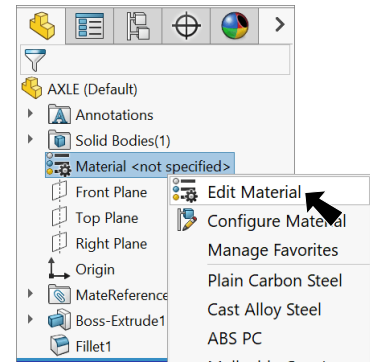 AXLE (Default)
Annotations
Solid Bodies(1)
Material <not specified>
Front Plane
Top Plane
Right Plane
Origin
MateReference
Boss-Extrude1
Fillet1
Edit Material
Configure Material
Manage Favorites
Plain Carbon Steel
Cast Alloy Steel
ABS PC